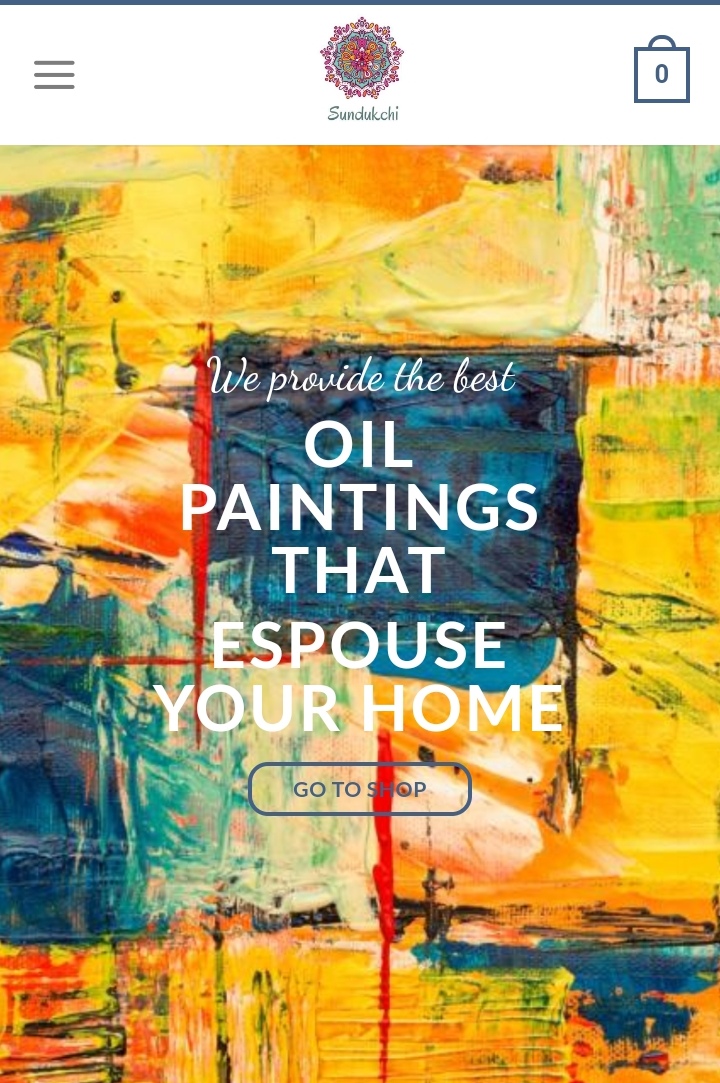 Sundukchi
0
We provide the best
OIL
PAINTINGS
THAT
ESPOUSE
YOUR HOME
GO TO SHOP